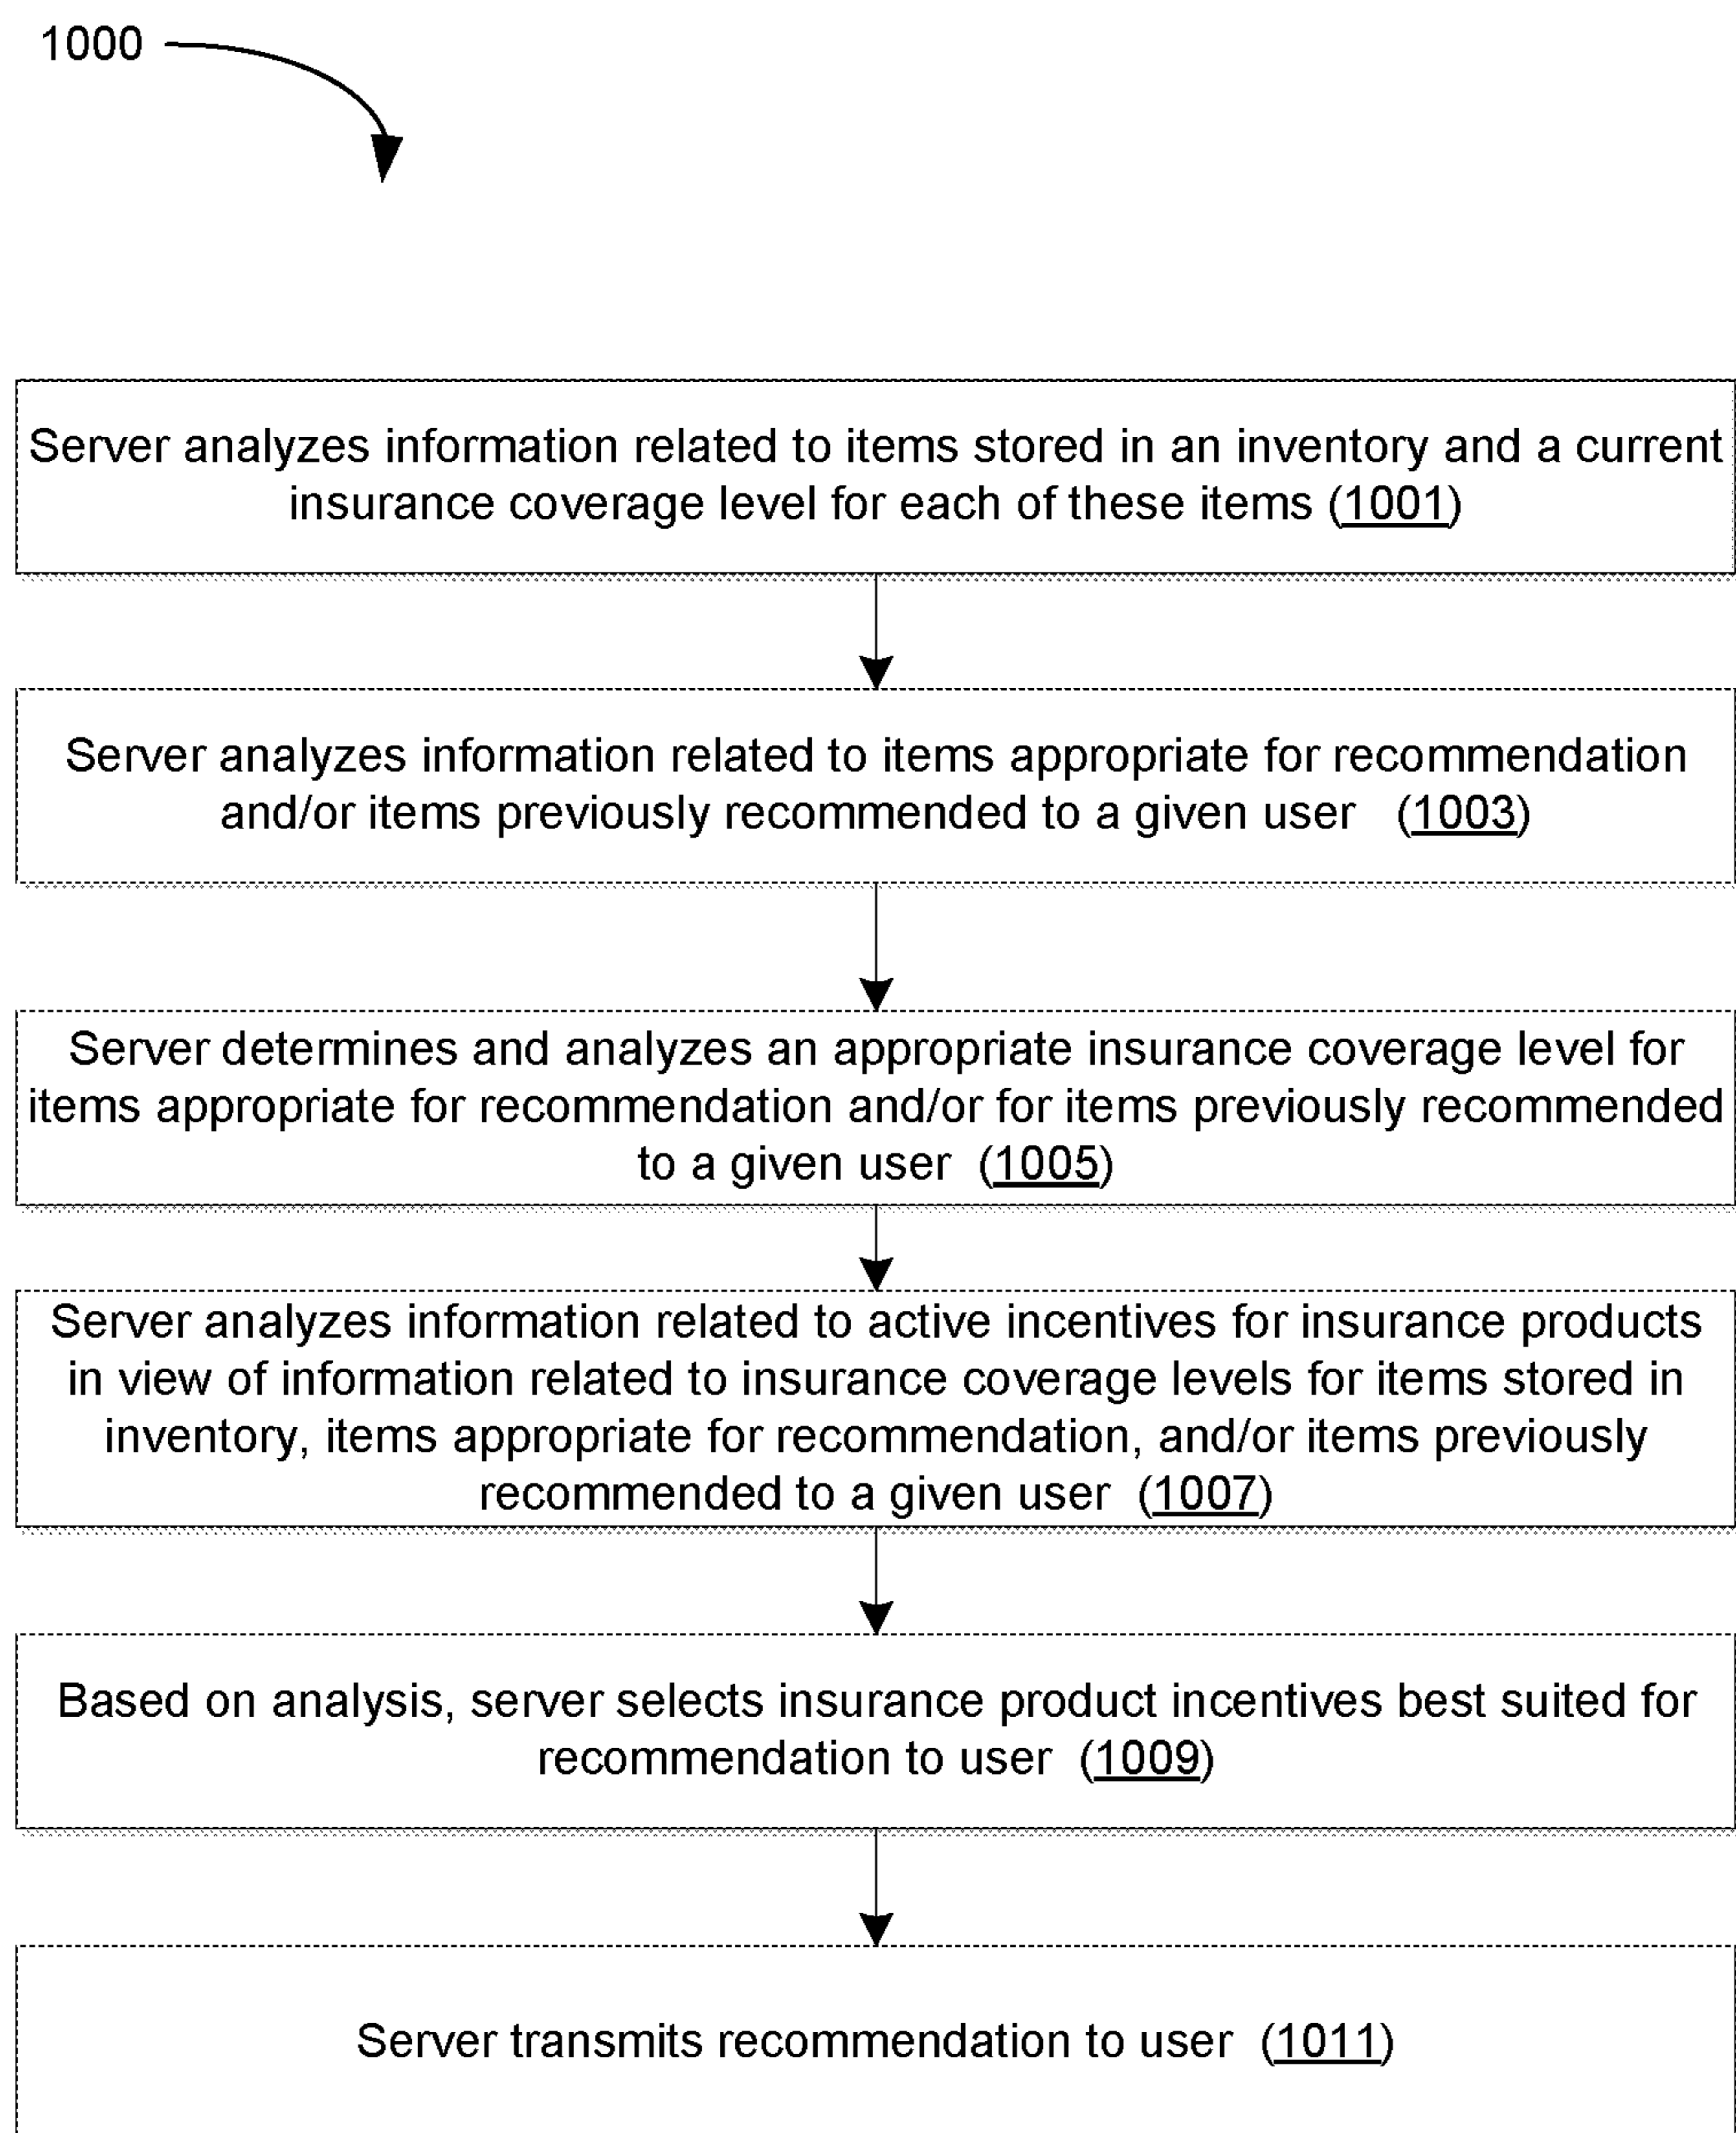 1000
Server analyzes information related to items stored in an inventory and a current
insurance coverage level for each of these items (1001)
Server analyzes information related to items appropriate for recommendation
and/or items previously recommended to a given user (1003)
Server determines and analyzes an appropriate insurance coverage level for
items appropriate for recommendation and/or for items previously recommended
to a given user (1005)
Server analyzes information related to active incentives for insurance products
in view of information related to insurance coverage levels for items stored in
inventory, items appropriate for recommendation, and/or items previously
recommended to a given user (1007)
Based on analysis, server selects insurance product incentives best suited for
recommendation to user (1009)
Server transmits recommendation to user (1011)